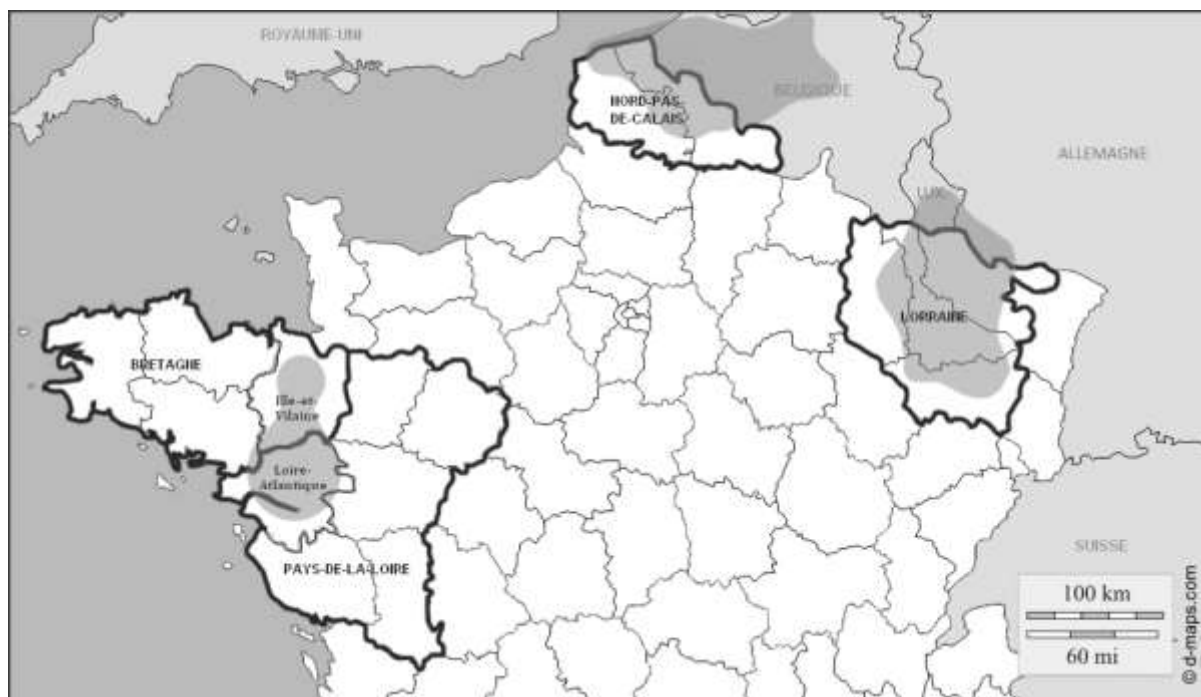 ROYAUME-UNI
NORD-PAS-
DE-CALAIS
BELGIQUE
ALLEMAGNE
LUX.
LORRAINE
BRETAGNE
Ille-et-
Vilaine
Loire-
Atlantique
PAYS-DE-LA-LOIRE
SUISSE
100 km
60 mi
© d-maps.com